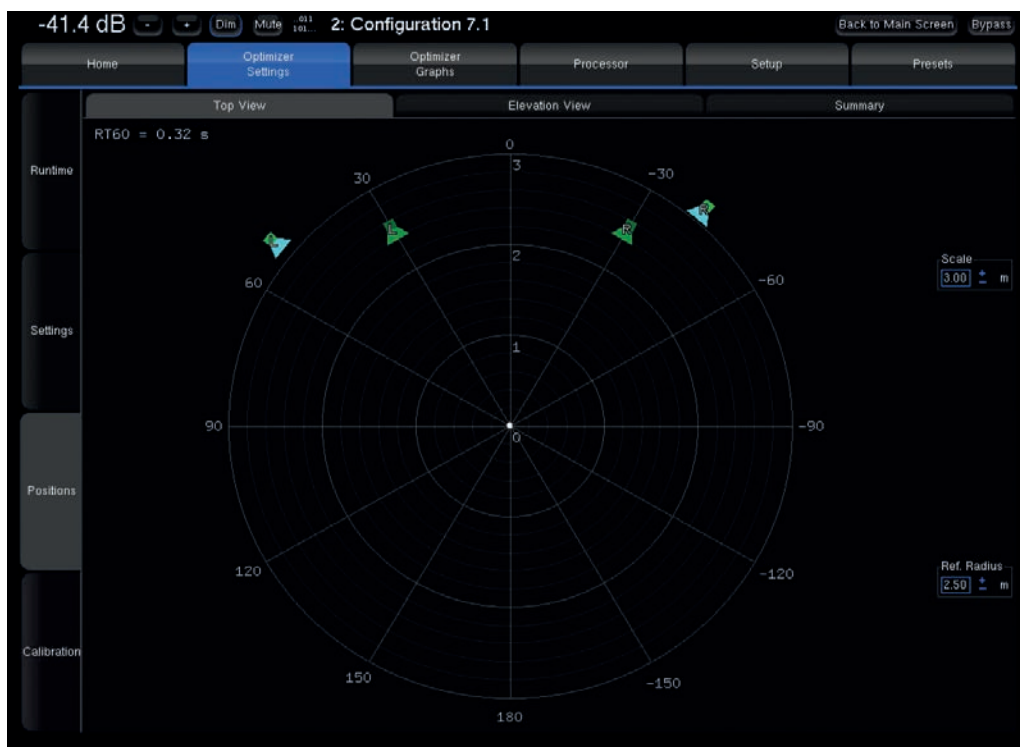 -41.4 dB - + Dim Mute ..011 101... 2: Configuration 7.1 Back to Main Screen Bypass
Home Optimizer Settings Optimizer Graphs Processor Setup Presets
Top View Elevation View Summary
RT60 = 0.32 s
Runtime
Settings
Positions
Calibration
0
30 -30
60 -60
90 -90
120 -120
150 -150
180
3
2
1
0
L L R R
Scale
3.00 + - m
Ref. Radius
2.50 + - m